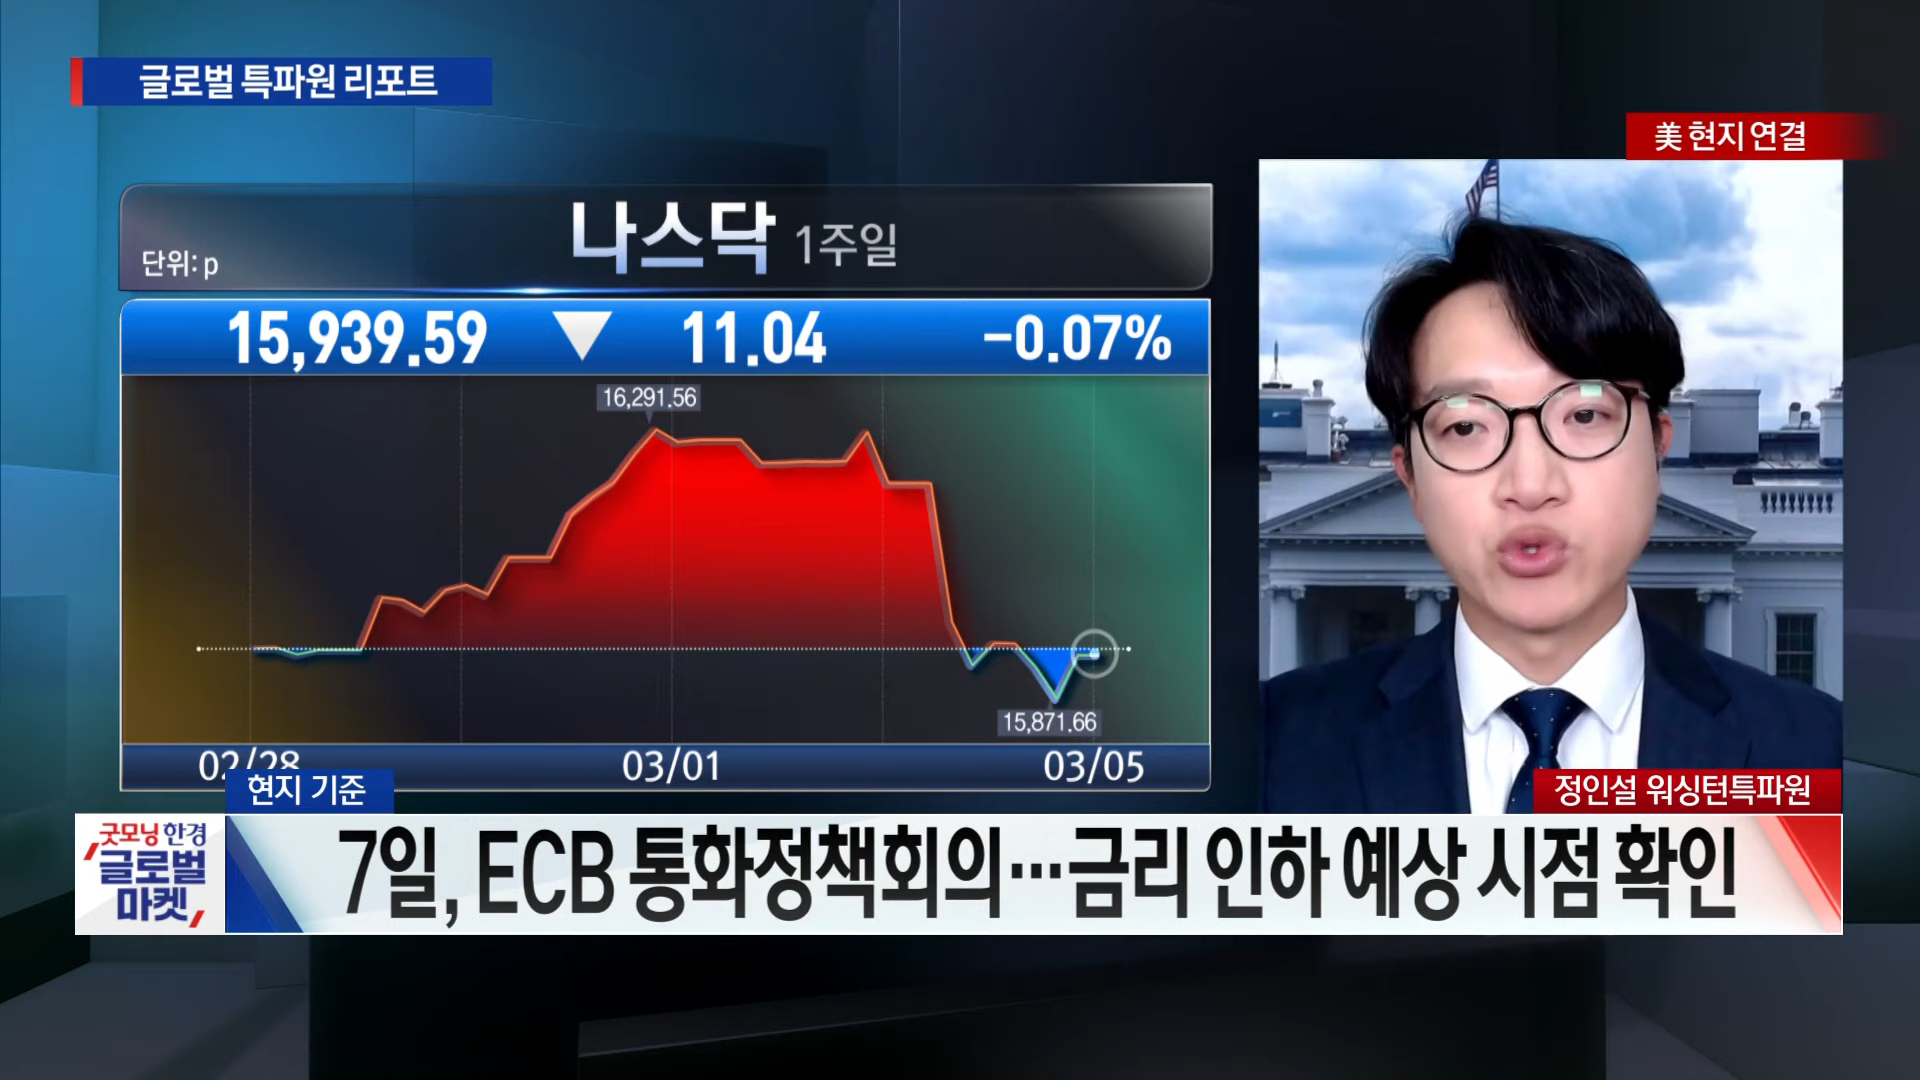 글로벌 특파원 리포트
美 현지 연결
나스닥 1주일
단위: p
15,939.59 ▼ 11.04 -0.07%
16,291.56
15,871.66
02/28 03/01 03/05
현지 기준
정인설 워싱턴특파원
굿모닝 한경
글로벌
마켓
7일, ECB 통화정책회의…금리 인하 예상 시점 확인